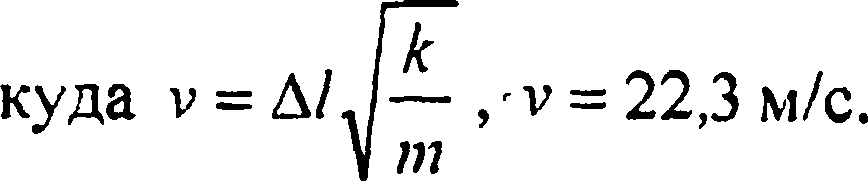 куда v = Δl √(k/m), v = 22,3 м/с.